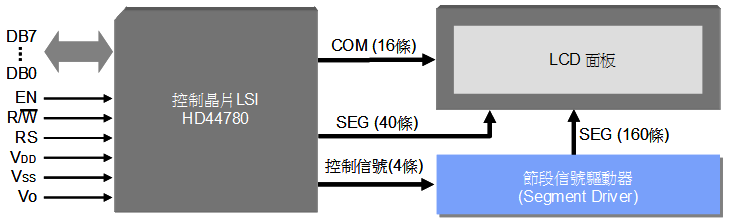 DB7
DB0
EN
R/W̅
RS
VDD
VSS
Vo
控制晶片LSI
HD44780
COM (16條)
SEG (40條)
控制信號(4條)
LCD 面板
SEG (160條)
節段信號驅動器
(Segment Driver)